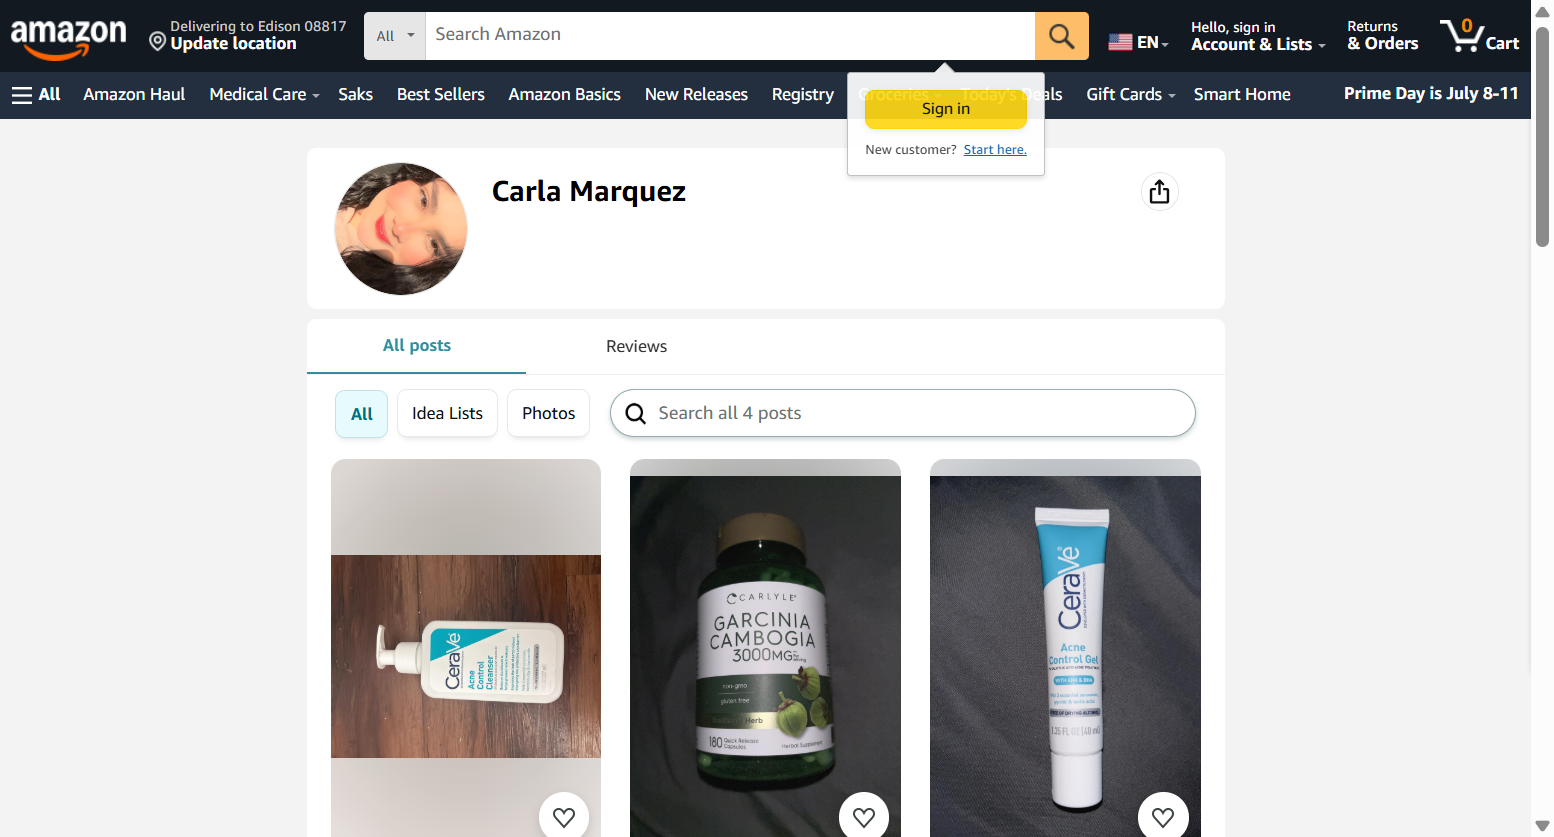 amazon
Delivering to Edison 08817
Update location
All
Search Amazon
EN
Hello, sign in
Account & Lists
Returns
& Orders
0
Cart
All
Amazon Haul
Medical Care
Saks
Best Sellers
Amazon Basics
New Releases
Registry
Groceries
Today's Deals
Gift Cards
Smart Home
Prime Day is July 8-11
Sign in
New customer? Start here.
Carla Marquez
All posts
Reviews
All
Idea Lists
Photos
Search all 4 posts
CeraVe
Acne
Control
Cleanser
CARLYLE
GARCINIA
CAMBOGIA
3000MG
non-gmo
gluten free
Herb
180 Quick Release
Capsules
Herbal Supplement
CeraVe
Acne
Control Gel
WITH AHA & BHA
1.35 FL OZ (40 ml)